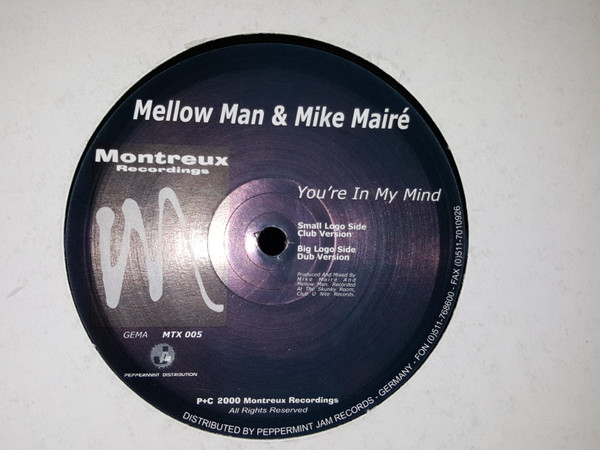 Mellow Man & Mike Mairé
Montreux
Recordings
You're In My Mind
Small Logo Side
Club Version
Big Logo Side
Dub Version
Produced And Mixed By
Mike Mairé And
Mellow Man. Recorded
At The Skunky Room,
Club U Nite Records.
GEMA MTX 005
PEPPERMINT DISTRIBUTION
P+C 2000 Montreux Recordings
All Rights Reserved
DISTRIBUTED BY PEPPERMINT JAM RECORDS - GERMANY - FON (0)511-768600 - FAX (0)511-7010926